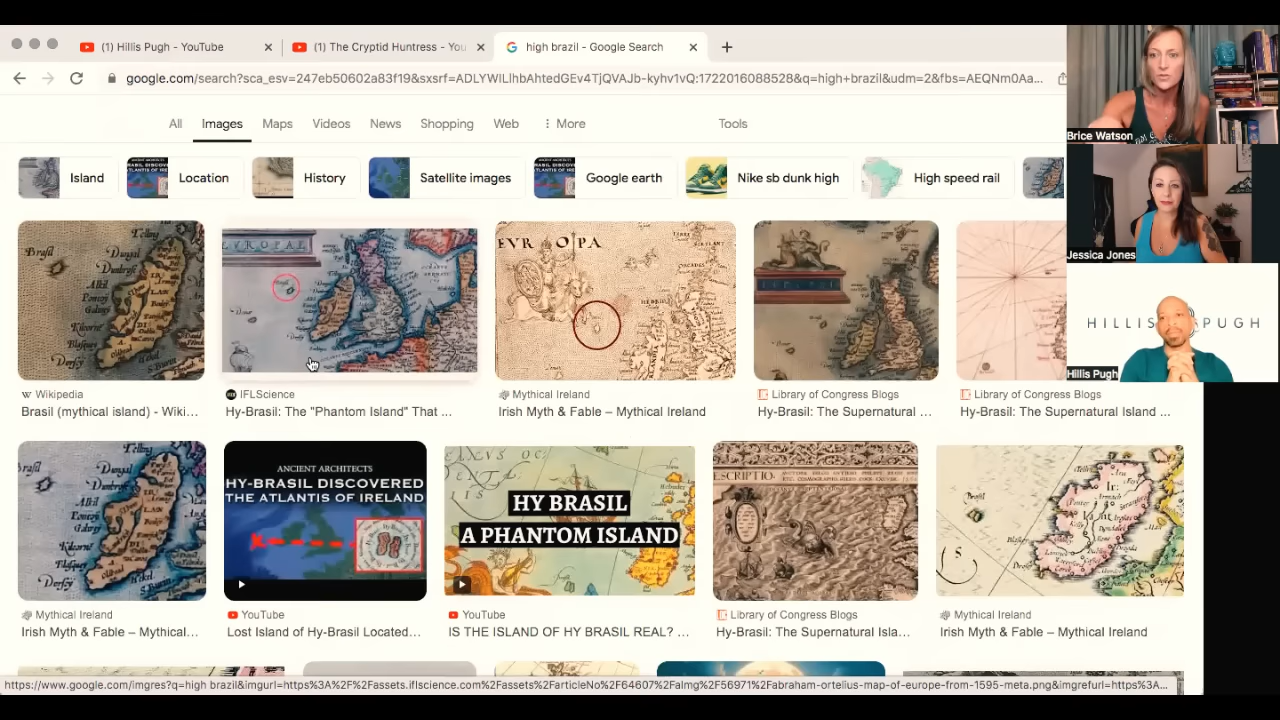 (1) Hillis Pugh - YouTube
(1) The Cryptid Huntress - You
high brazil - Google Search
google.com/search?sca_esv=247eb50602a83f19&sxsrf=ADLYWILlhbAhtedGEv4TjQVAJb-kyhv1vQ:1722016088528&q=high+brazil&udm=2&fbs=AEQNm0Aa...
All
Images
Maps
Videos
News
Shopping
Web
More
Tools
Island
Location
History
Satellite images
Google earth
Nike sb dunk high
High speed rail
Brice Watson
Jessica Jones
HILLIS PUGH
Hillis Pugh
EVROPA
Wikipedia
Brasil (mythical island) - Wiki...
IFLScience
Hy-Brasil: The "Phantom Island" That ...
Mythical Ireland
Irish Myth & Fable – Mythical Ireland
Library of Congress Blogs
Hy-Brasil: The Supernatural ...
Library of Congress Blogs
Hy-Brasil: The Supernatural Island ...
ANCIENT ARCHITECTS
HY-BRASIL DISCOVERED
THE ATLANTIS OF IRELAND
HY BRASIL
A PHANTOM ISLAND
Mythical Ireland
Irish Myth & Fable – Mythical...
YouTube
Lost Island of Hy-Brasil Located...
YouTube
IS THE ISLAND OF HY BRASIL REAL? ...
Library of Congress Blogs
Hy-Brasil: The Supernatural Isla...
Mythical Ireland
Irish Myth & Fable – Mythical Ireland
https://www.google.com/imgres?q=high brazil&imgurl=https%3A%2F%2Fassets.iflscience.com%2Fassets%2FarticleNo%2F64607%2FaImg%2F56971%2Fabraham-ortelius-map-of-europe-from-1595-meta.png&imgrefurl=https%3A...